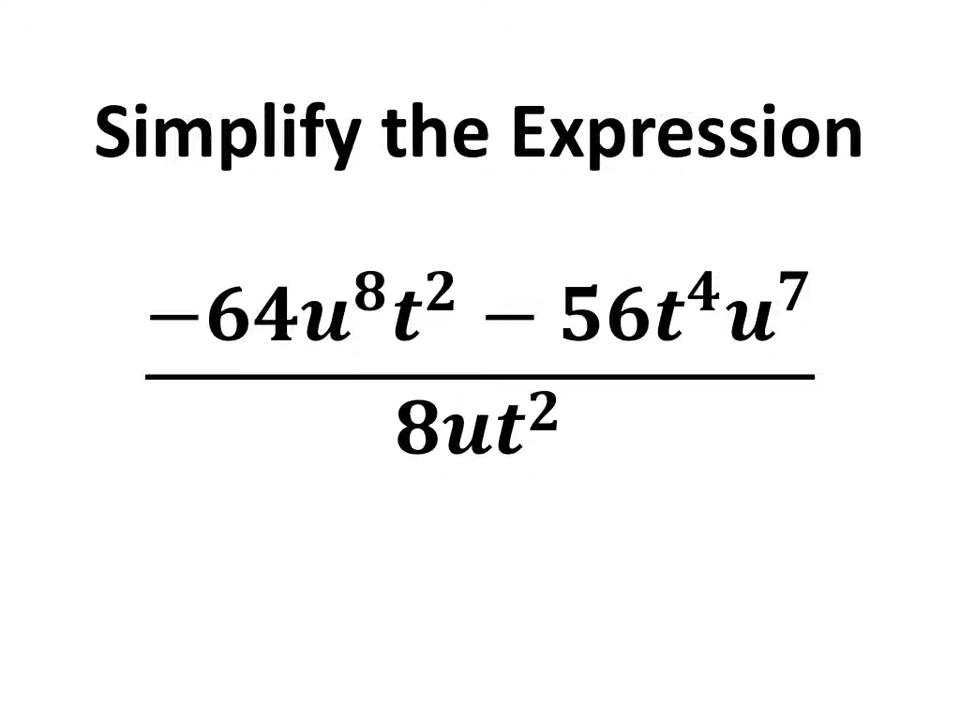 Simplify the Expression
−64u⁸t² − 56t⁴u⁷
8ut²